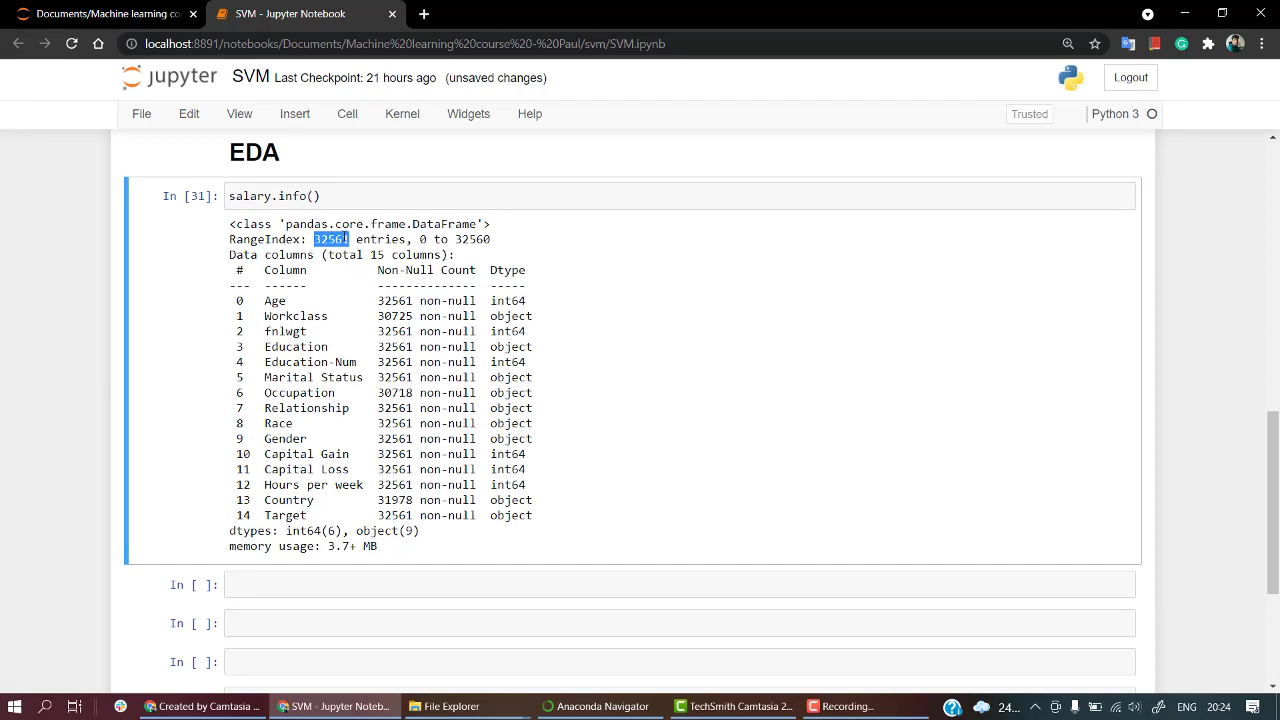 Documents/Machine learning co
SVM - Jupyter Notebook
localhost:8891/notebooks/Documents/Machine%20learning%20course%20-%20Paul/svm/SVM.ipynb
jupyter SVM Last Checkpoint: 21 hours ago (unsaved changes)
Logout
File Edit View Insert Cell Kernel Widgets Help
Trusted
Python 3
EDA
In [31]: salary.info()
<class 'pandas.core.frame.DataFrame'>
RangeIndex: 32561 entries, 0 to 32560
Data columns (total 15 columns):
# Column Non-Null Count Dtype
--- ------ -------------- -----
0 Age 32561 non-null int64
1 Workclass 30725 non-null object
2 fnlwgt 32561 non-null int64
3 Education 32561 non-null object
4 Education-Num 32561 non-null int64
5 Marital Status 32561 non-null object
6 Occupation 30718 non-null object
7 Relationship 32561 non-null object
8 Race 32561 non-null object
9 Gender 32561 non-null object
10 Capital Gain 32561 non-null int64
11 Capital Loss 32561 non-null int64
12 Hours per week 32561 non-null int64
13 Country 31978 non-null object
14 Target 32561 non-null object
dtypes: int64(6), object(9)
memory usage: 3.7+ MB
In [ ]:
In [ ]:
In [ ]:
Created by Camtasia ...
SVM - Jupyter Noteb...
File Explorer
Anaconda Navigator
TechSmith Camtasia 2...
Recording...
24...
ENG
20:24